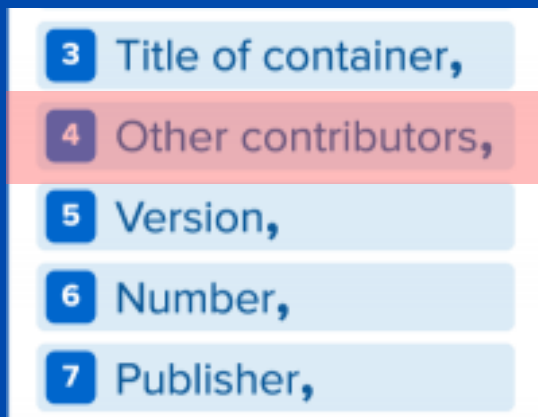 3 Title of container,
4 Other contributors,
5 Version,
6 Number,
7 Publisher,